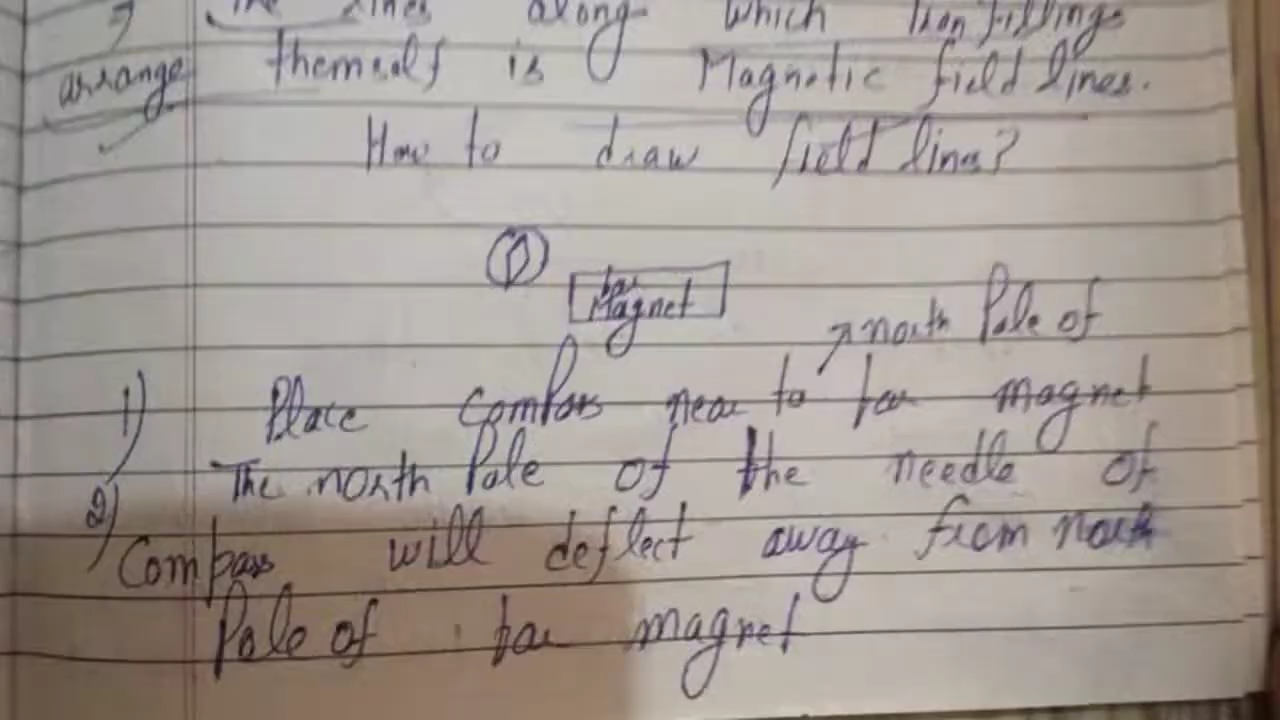 The lines along which Iron fillings
arrange themself is Magnetic field lines.
How to draw field line?
bar
Magnet
north Pole of
1) Place compass near to bar magnet
2) The north Pole of the needle of
Compass will deflect away from north
Pole of bar magnet